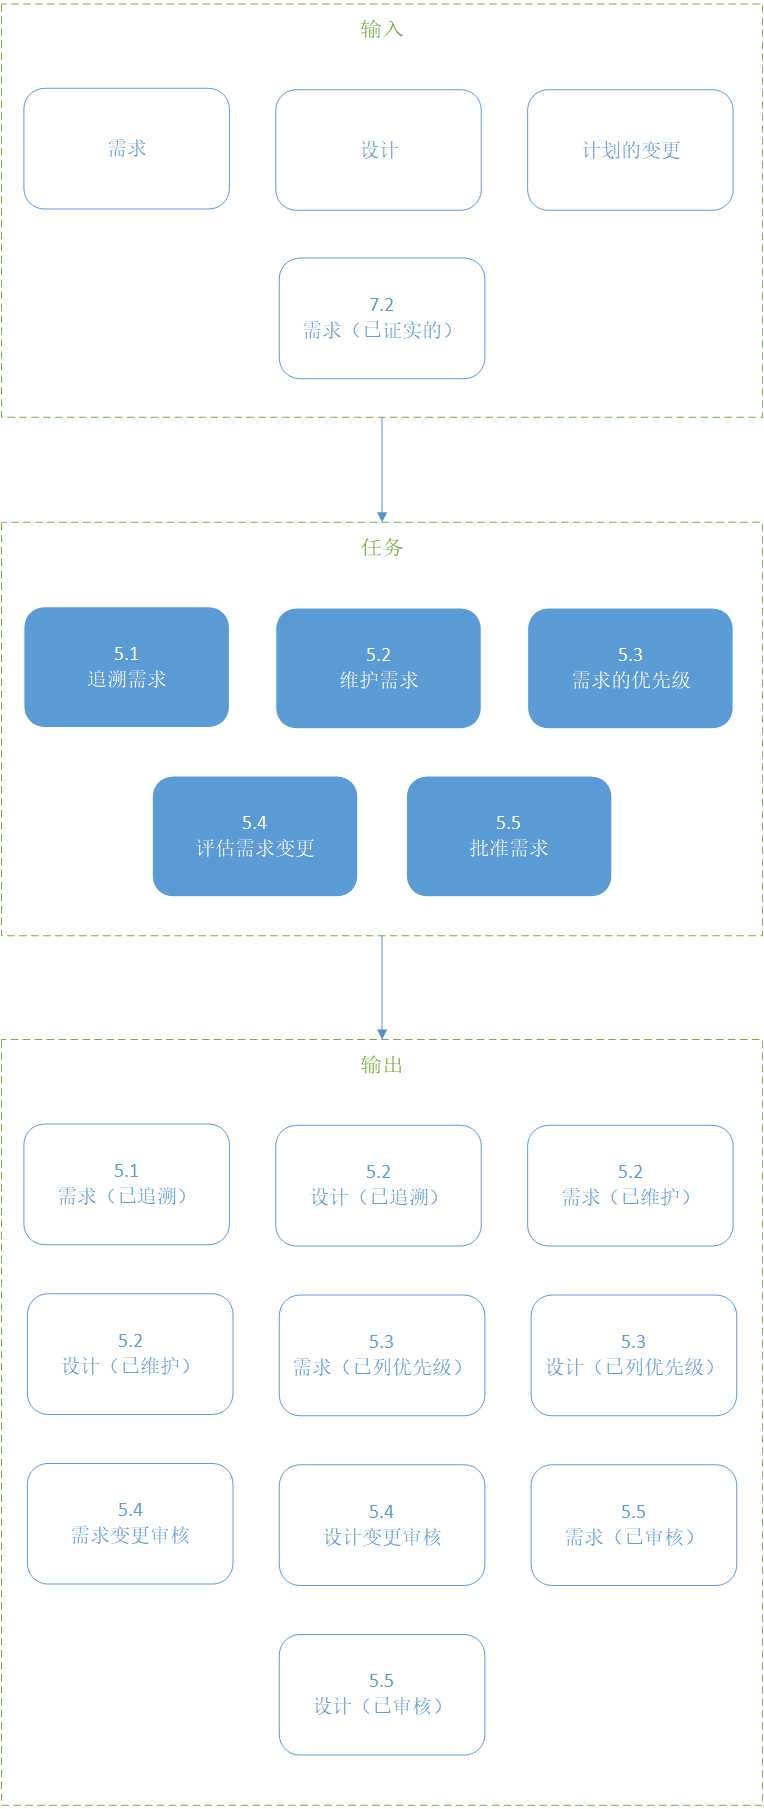 输入
需求
设计
计划的变更
7.2
需求（已证实的）
任务
5.1
追溯需求
5.2
维护需求
5.3
需求的优先级
5.4
评估需求变更
5.5
批准需求
输出
5.1
需求（已追溯）
5.2
设计（已追溯）
5.2
需求（已维护）
5.2
设计（已维护）
5.3
需求（已列优先级）
5.3
设计（已列优先级）
5.4
需求变更审核
5.4
设计变更审核
5.5
需求（已审核）
5.5
设计（已审核）